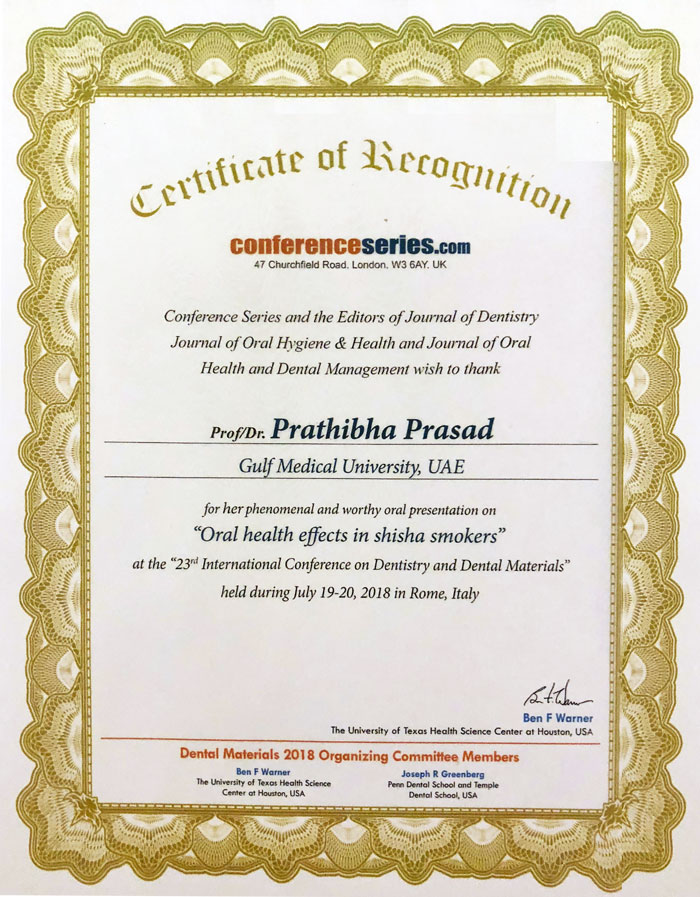 Certificate of Recognition
conferenceseries.com
47 Churchfield Road, London, W3 6AY, UK
Conference Series and the Editors of Journal of Dentistry
Journal of Oral Hygiene & Health and Journal of Oral
Health and Dental Management wish to thank
Prof/Dr. Prathibha Prasad
Gulf Medical University, UAE
for her phenomenal and worthy oral presentation on
“Oral health effects in shisha smokers”
at the “23rd International Conference on Dentistry and Dental Materials”
held during July 19-20, 2018 in Rome, Italy
Ben F Warner
The University of Texas Health Science Center at Houston, USA
Dental Materials 2018 Organizing Committee Members
Ben F Warner
The University of Texas Health Science
Center at Houston, USA
Joseph R Greenberg
Penn Dental School and Temple
Dental School, USA